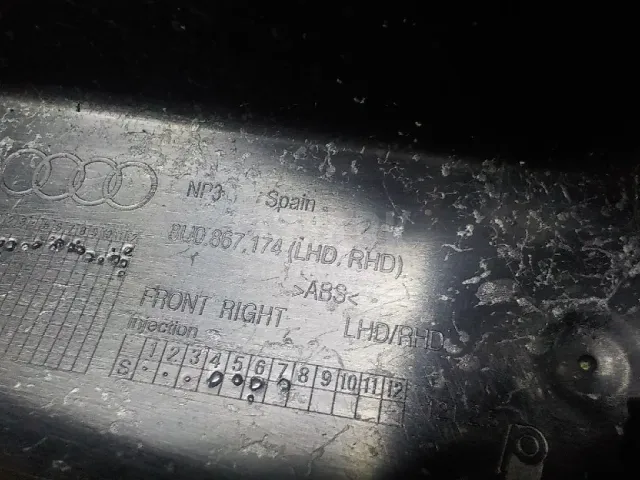 NP3 Spain
8U0.867.174 (LHD/RHD)
>ABS<
FRONT RIGHT LHD/RHD
injection
S 1 2 3 4 5 6 7 8 9 10 11 12